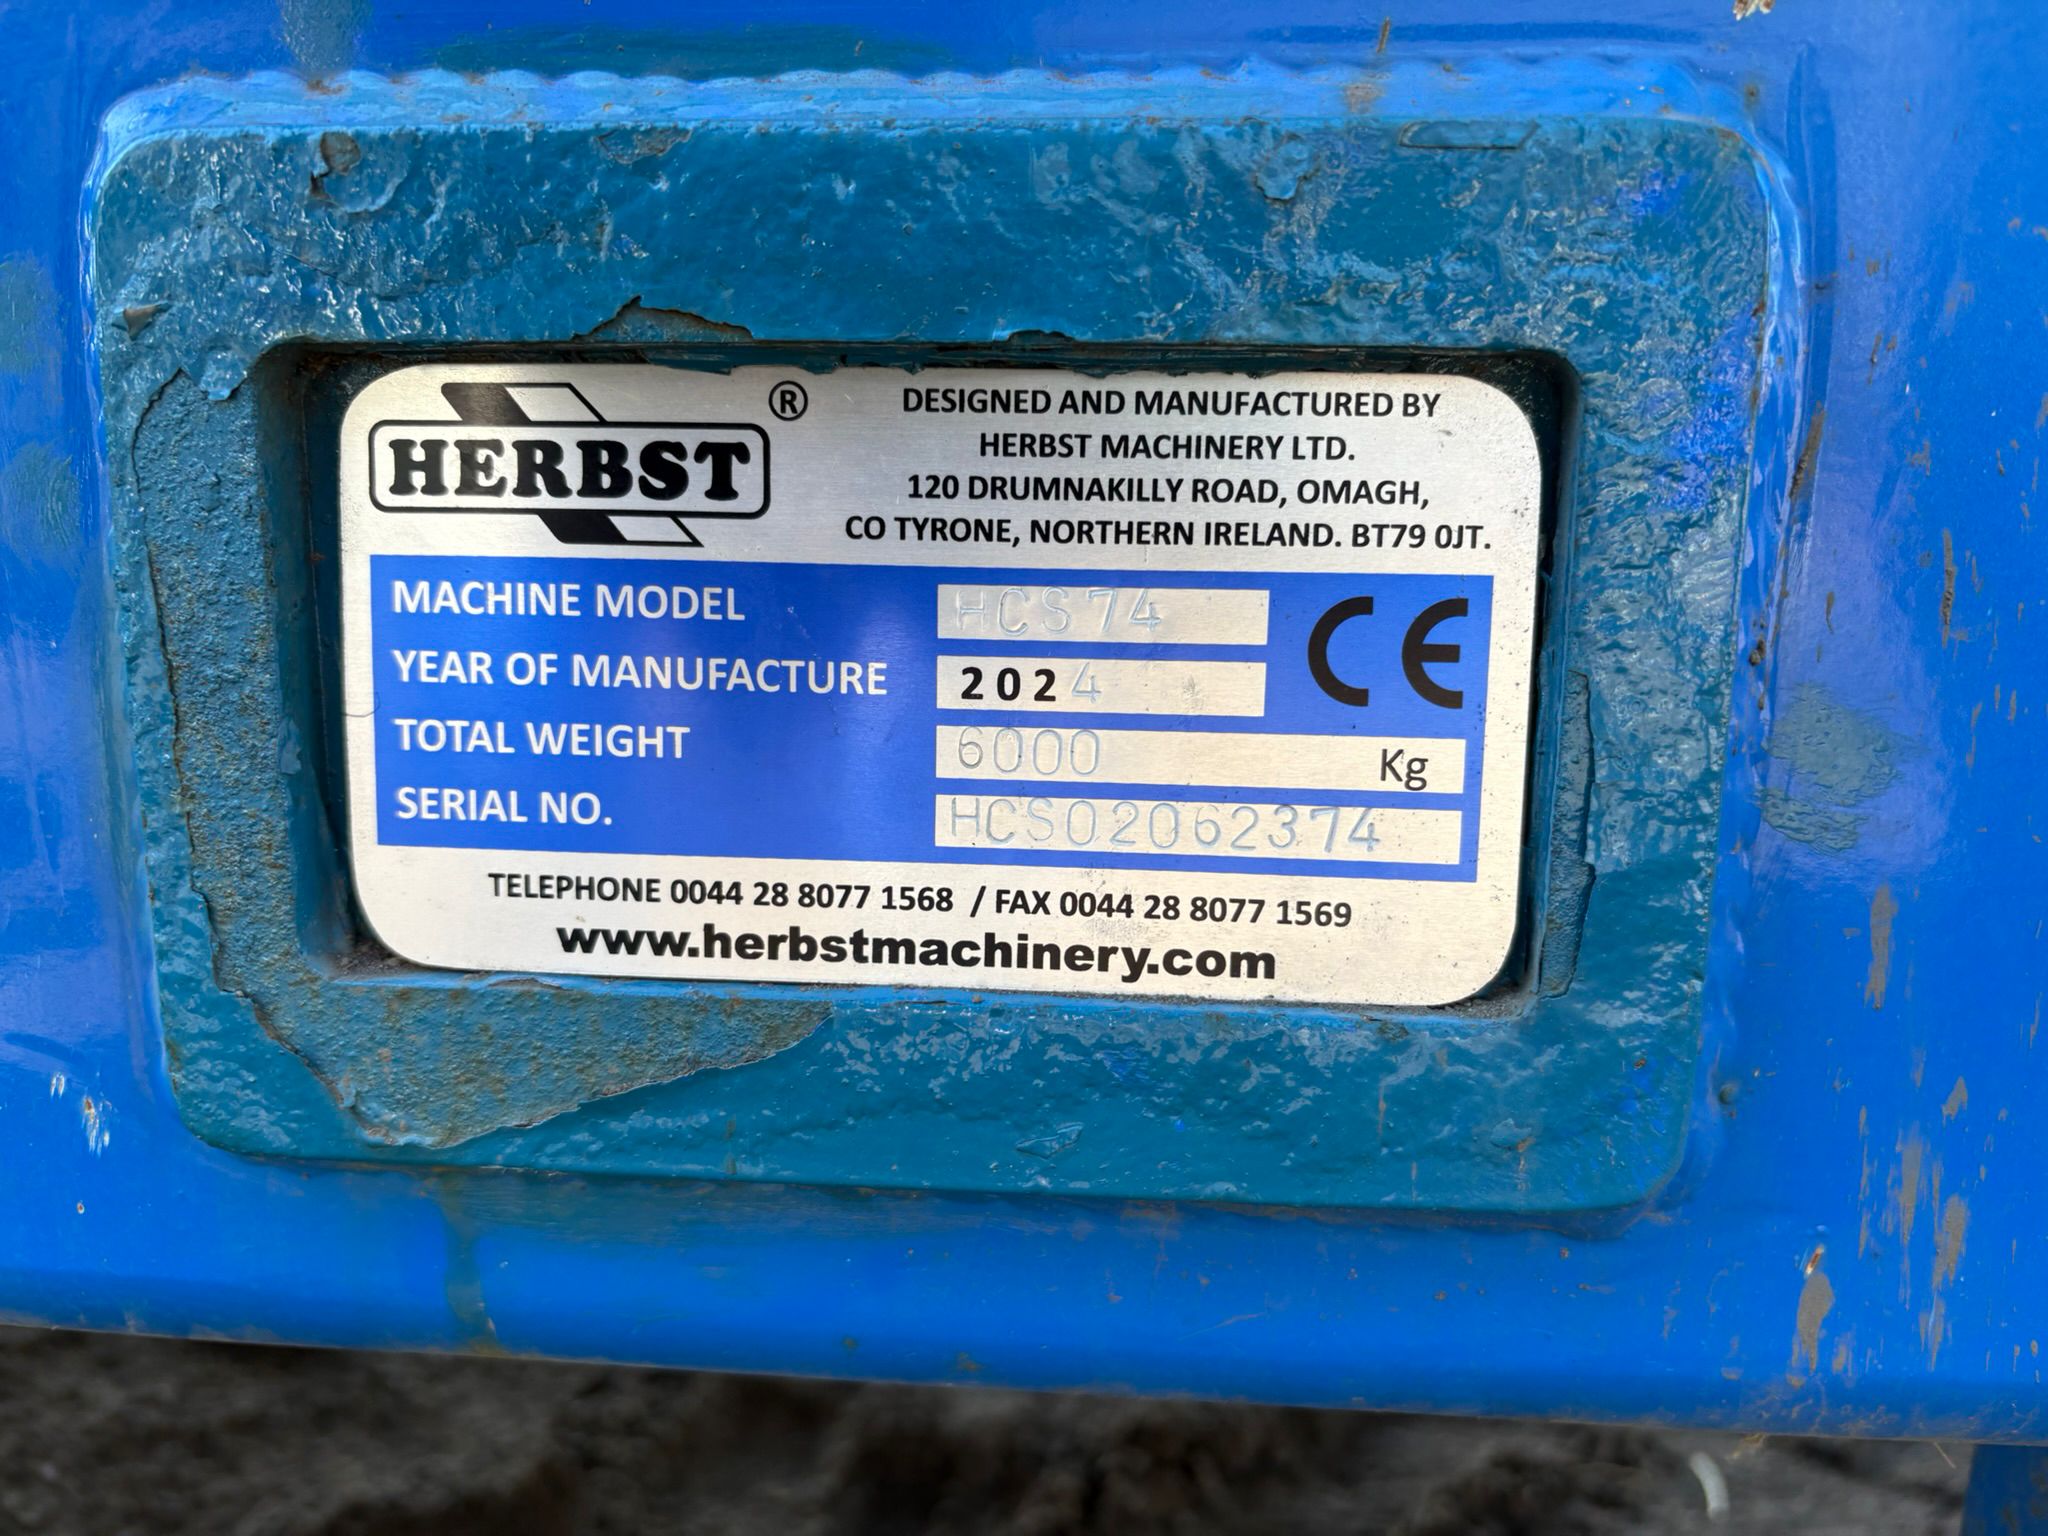 HERBST ®
DESIGNED AND MANUFACTURED BY
HERBST MACHINERY LTD.
120 DRUMNAKILLY ROAD, OMAGH,
CO TYRONE, NORTHERN IRELAND. BT79 0JT.
MACHINE MODEL HCS74
YEAR OF MANUFACTURE 2024
CE
TOTAL WEIGHT 6000 Kg
SERIAL NO. HCS02062374
TELEPHONE 0044 28 8077 1568 / FAX 0044 28 8077 1569
www.herbstmachinery.com